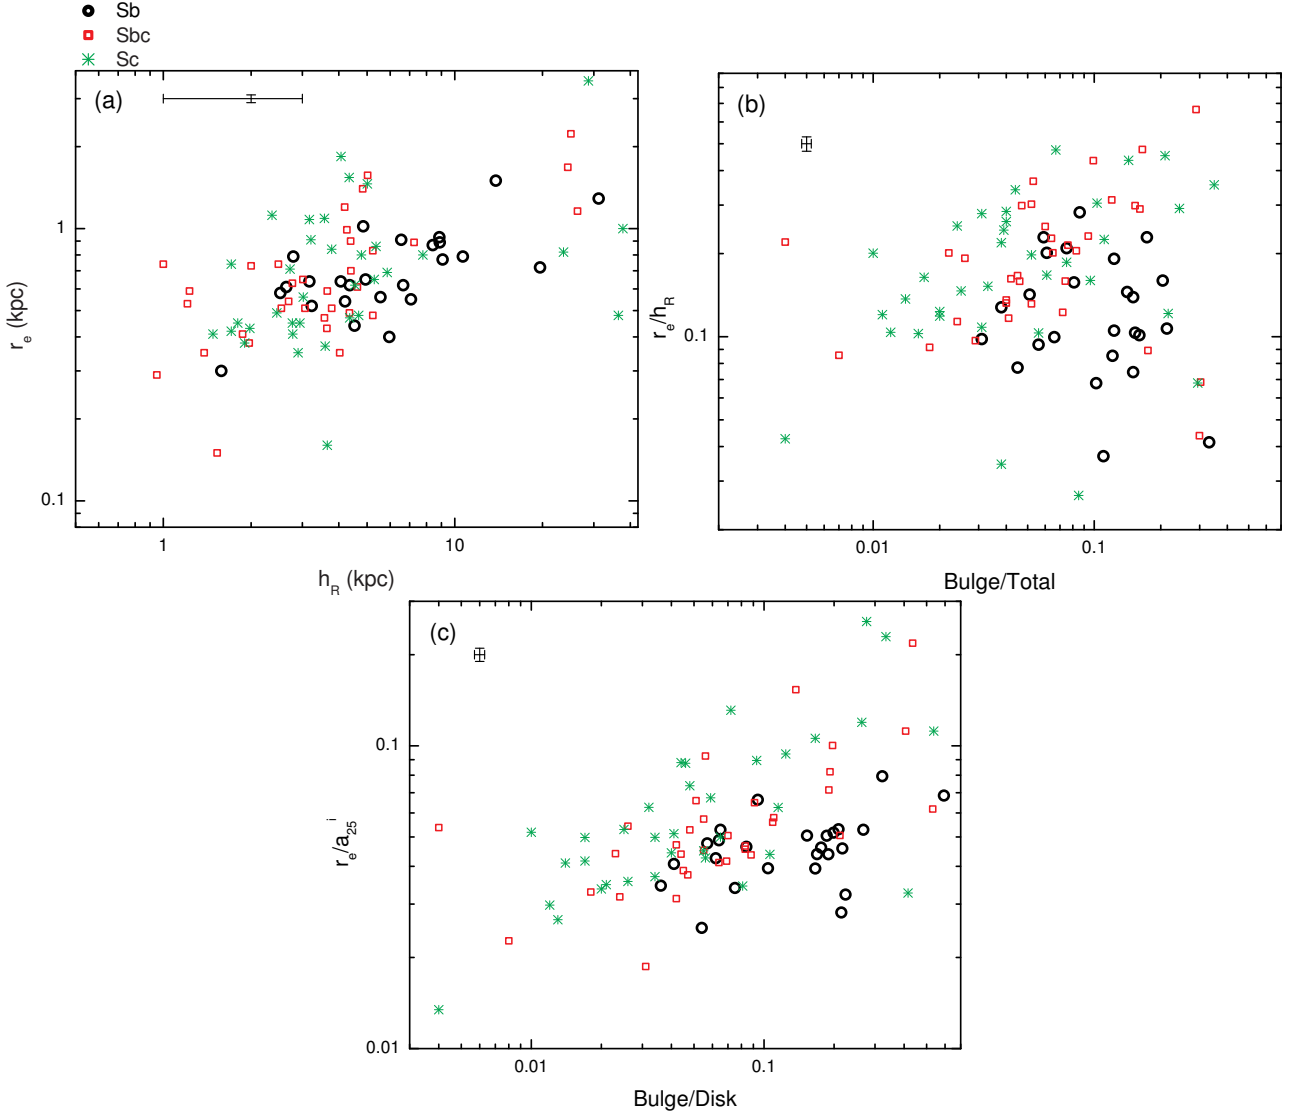 Sb
Sbc
Sc
(a)
1
0.1
r_e (kpc)
1
10
h_R (kpc)
(b)
0.1
r_e/h_R
0.01
0.1
Bulge/Total
(c)
0.1
0.01
r_e/a_25^i
0.01
0.1
Bulge/Disk